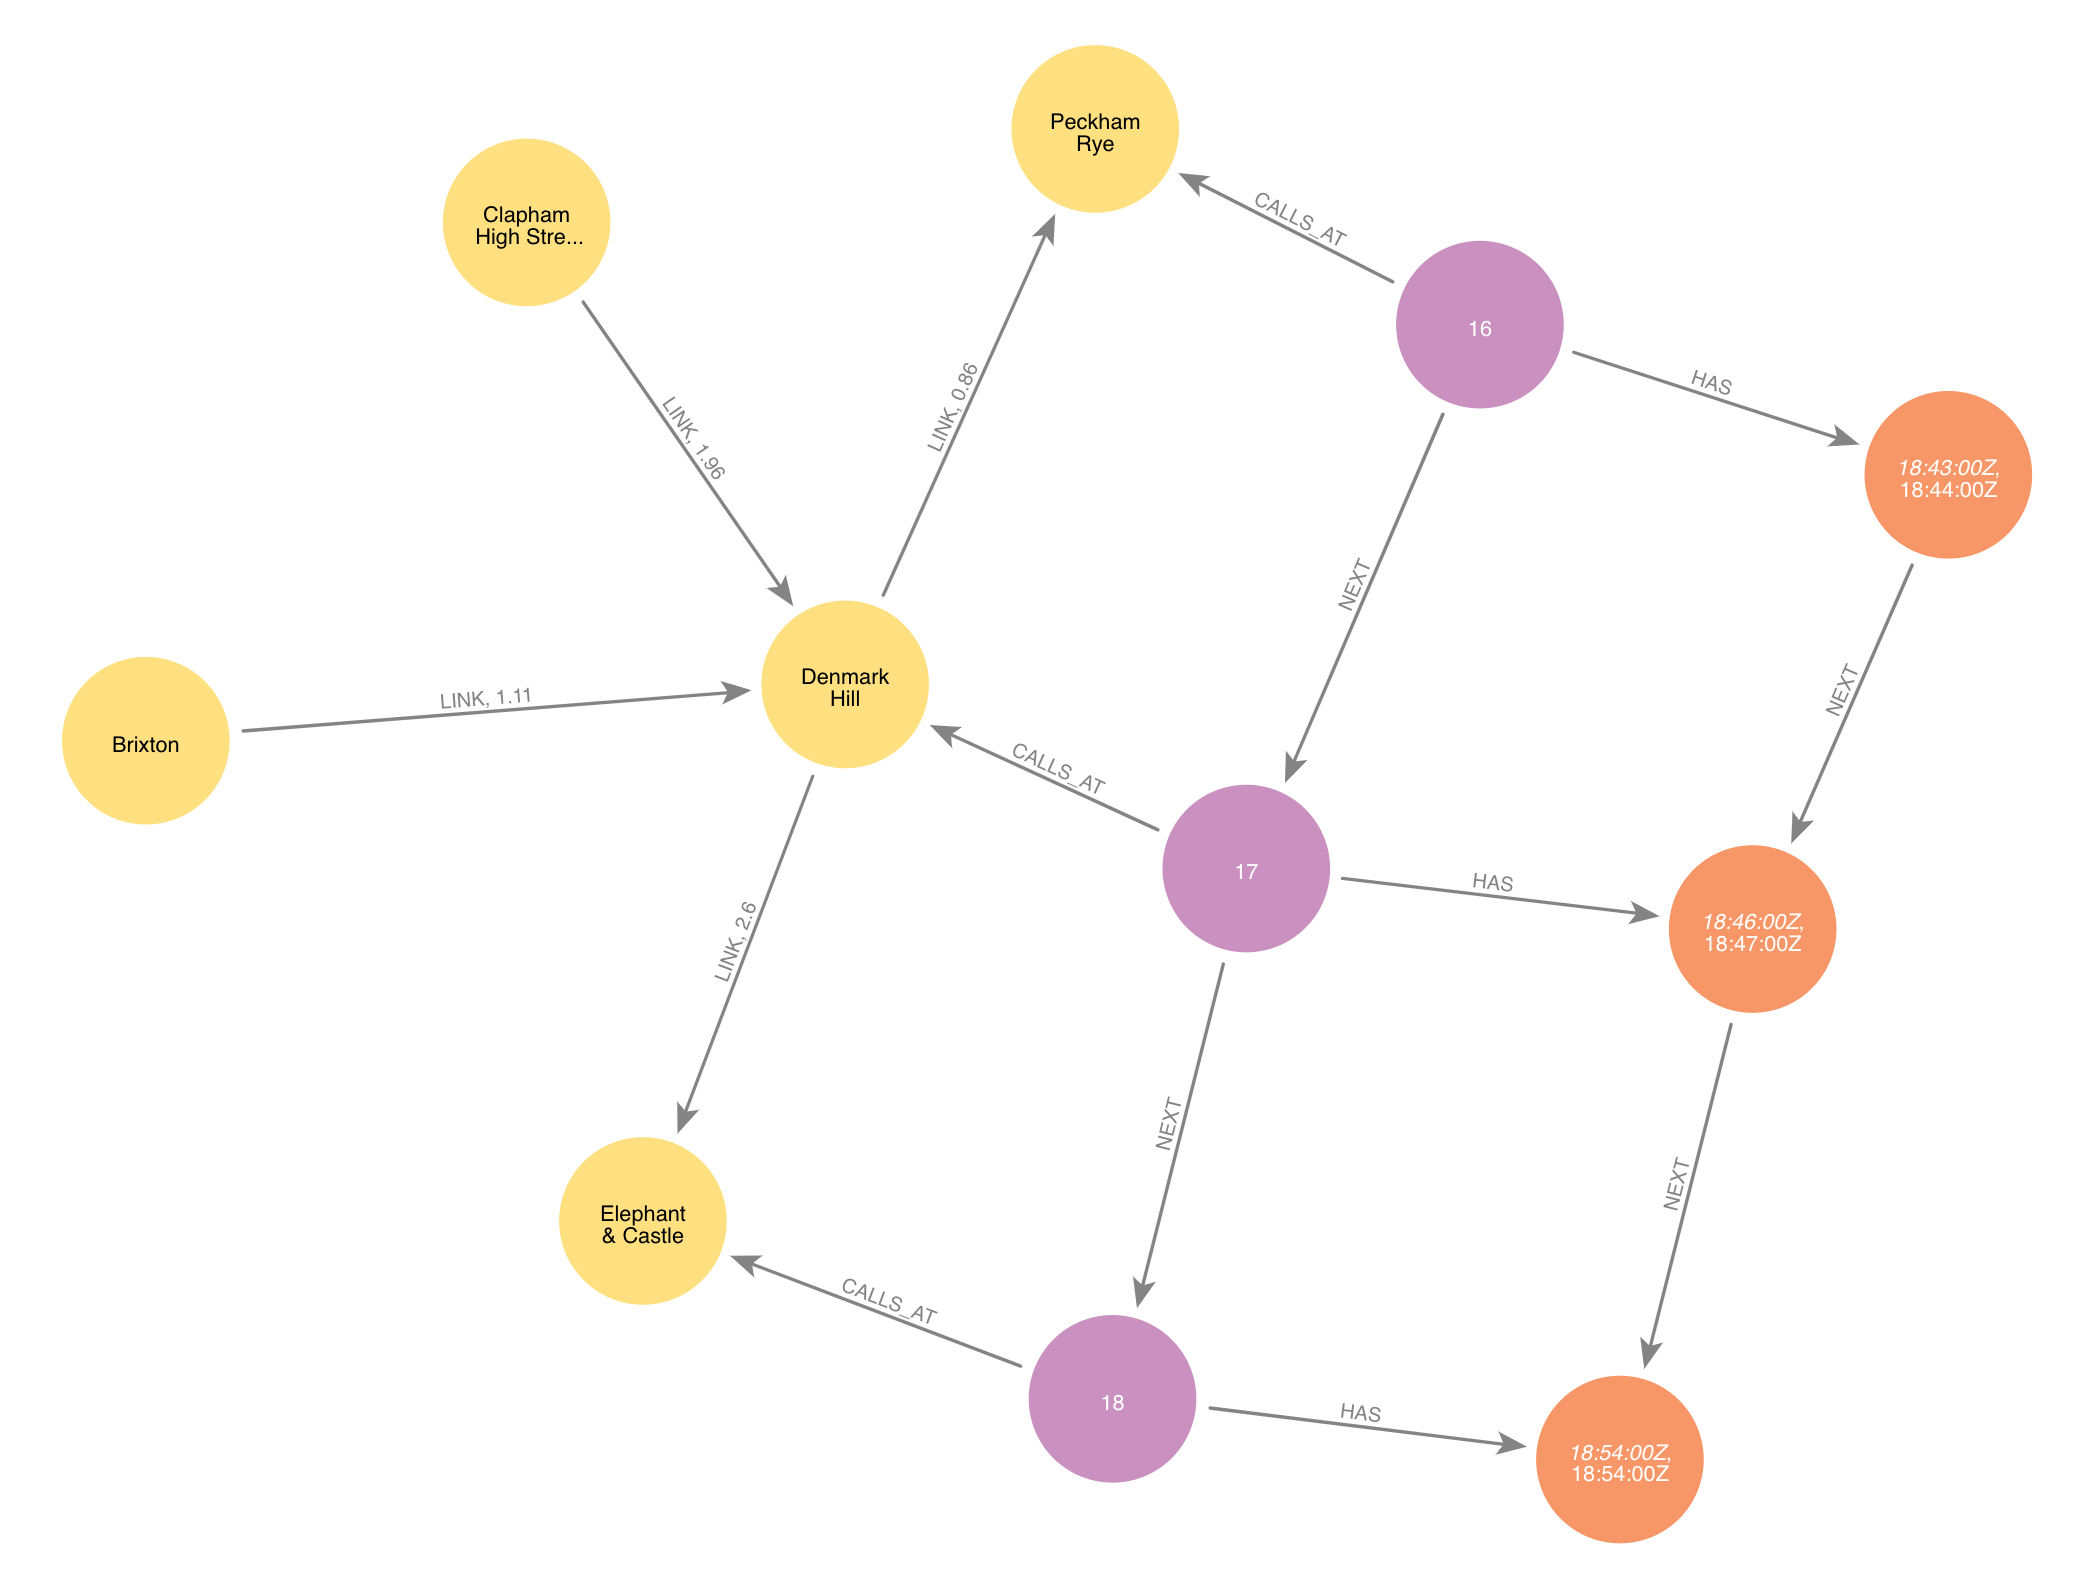 Peckham
Rye
Clapham
High Stre...
CALLS_AT
16
HAS
LINK, 1.96
LINK, 0.86
18:43:00Z,
18:44:00Z
NEXT
NEXT
Denmark
Hill
LINK, 1.11
Brixton
CALLS_AT
17
HAS
18:46:00Z,
18:47:00Z
LINK, 2.6
NEXT
NEXT
Elephant
& Castle
CALLS_AT
18
HAS
18:54:00Z,
18:54:00Z